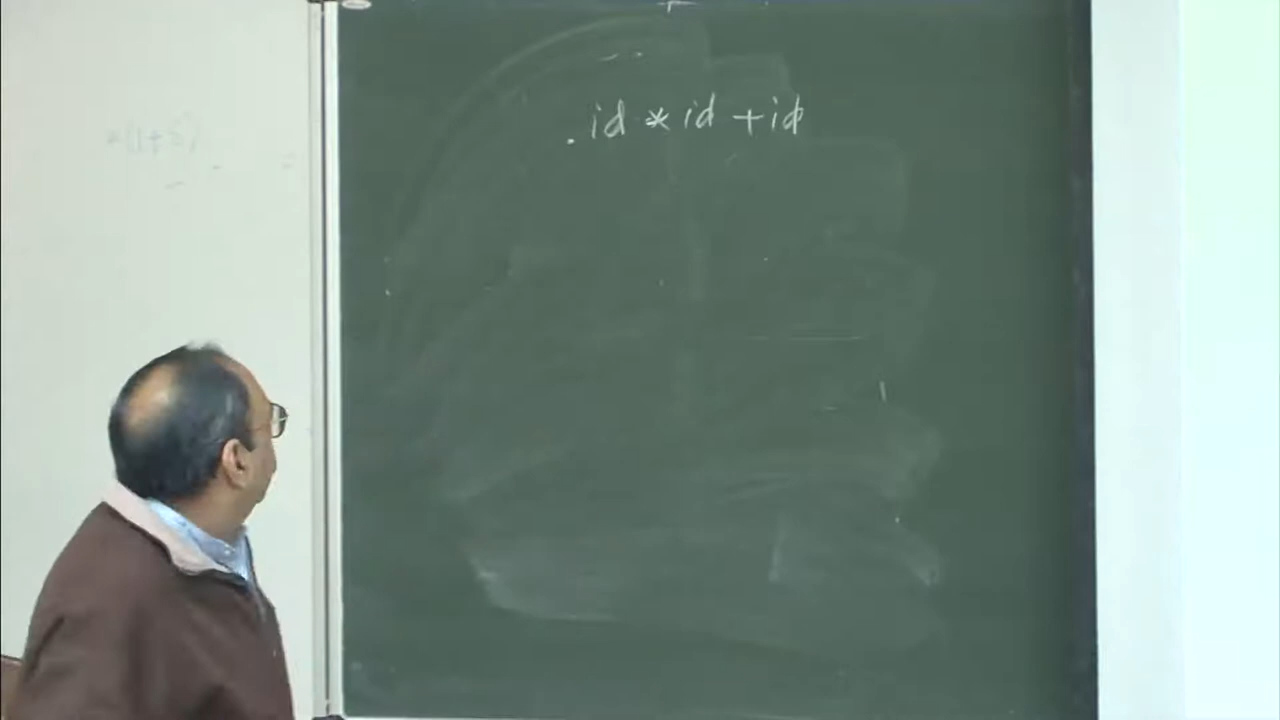 .id * id + id